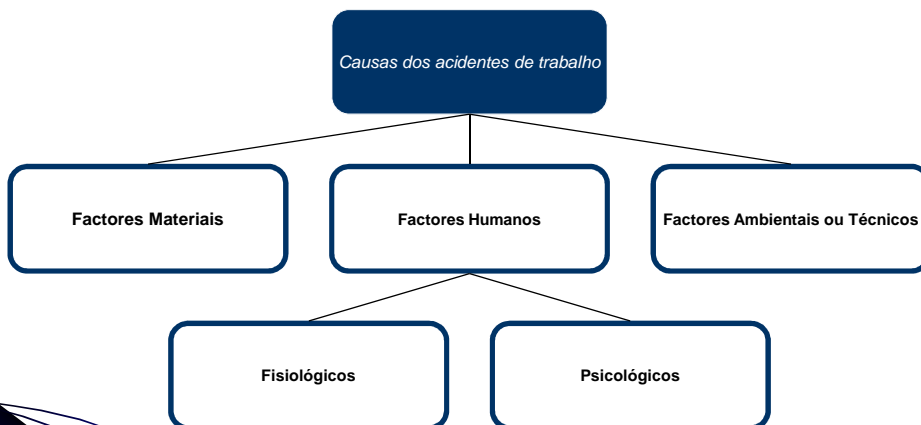 Causas dos acidentes de trabalho
Factores Materiais
Factores Humanos
Factores Ambientais ou Técnicos
Fisiológicos
Psicológicos